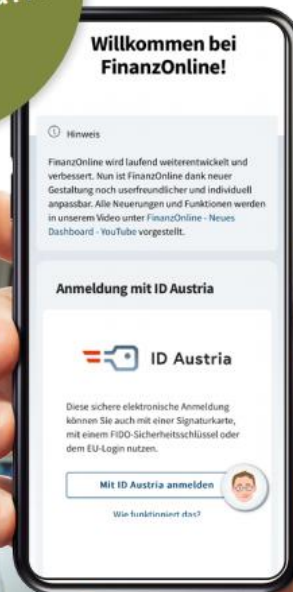 Willkommen bei
FinanzOnline!
Hinweis
FinanzOnline wird laufend weiterentwickelt und
verbessert. Nun ist FinanzOnline dank neuer
Gestaltung noch userfreundlicher und individuell
anpassbar. Alle Neuerungen und Funktionen werden
in unserem Video unter FinanzOnline - Neues
Dashboard - YouTube vorgestellt.
Anmeldung mit ID Austria
ID Austria
Diese sichere elektronische Anmeldung
können Sie auch mit einer Signaturkarte,
mit einem FIDO-Sicherheitsschlüssel oder
dem EU-Login nutzen.
Mit ID Austria anmelden
Wie funktioniert das?